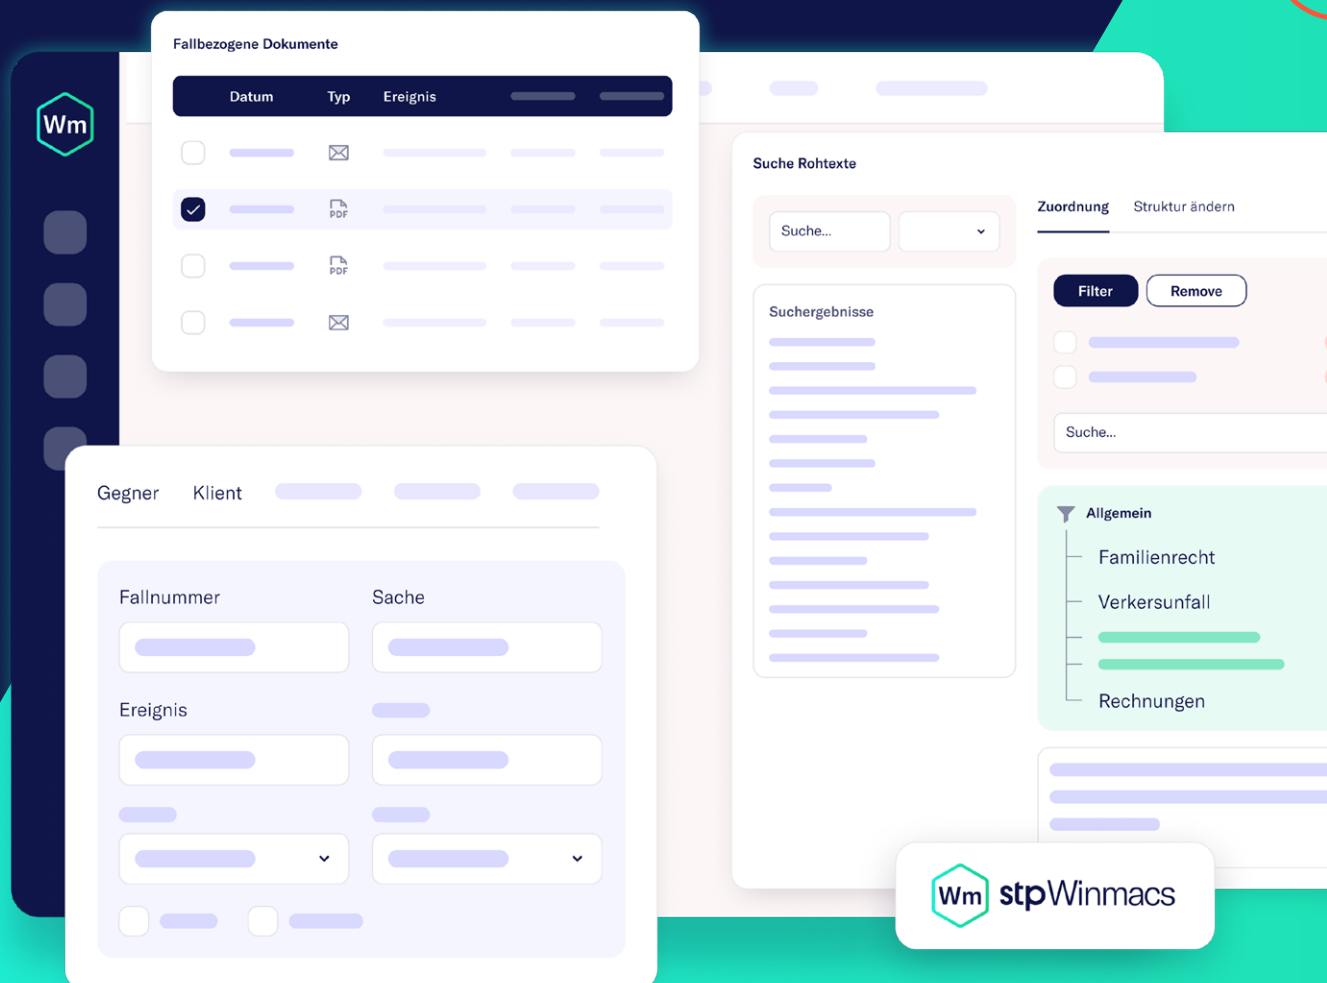 Fallbezogene Dokumente
Datum Typ Ereignis
PDF
PDF
Wm
Suche Rohtexte
Suche...
Zuordnung Struktur ändern
Filter Remove
Suchergebnisse
Suche...
Allgemein
Familienrecht
Verkersunfall
Rechnungen
Gegner Klient
Fallnummer Sache
Ereignis
Wm stpWinmacs